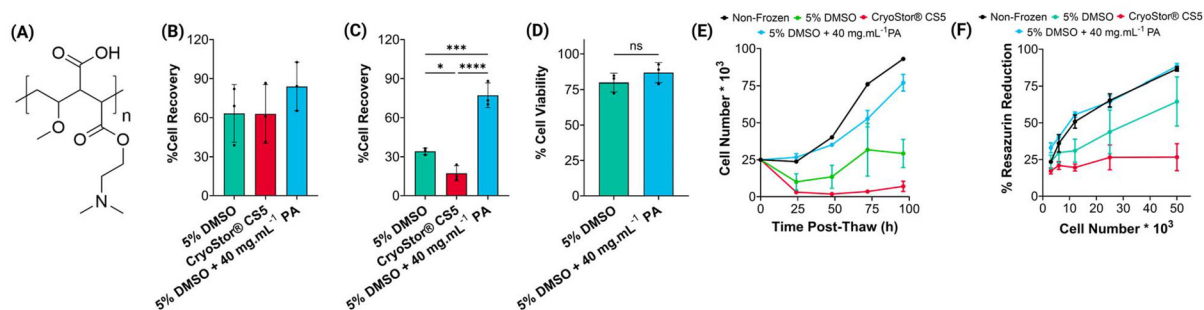 (A)
OH
O
O
O
O
N
n
(B)
%Cell Recovery
120
90
60
30
0
5% DMSO
CryoStor® CS5
5% DMSO + 40 mg.mL⁻¹ PA
(C)
%Cell Recovery
120
90
60
30
0
***
*
****
5% DMSO
CryoStor® CS5
5% DMSO + 40 mg.mL⁻¹ PA
(D)
% Cell Viability
100
75
50
25
0
ns
5% DMSO
5% DMSO + 40 mg.mL⁻¹ PA
(E)
Non-Frozen
5% DMSO
CryoStor® CS5
5% DMSO + 40 mg.mL⁻¹PA
Cell Number * 10³
100
75
50
25
0
0
25
50
75
100
Time Post-Thaw (h)
(F)
Non-Frozen
5% DMSO
CryoStor® CS5
5% DMSO + 40 mg.mL⁻¹ PA
% Resazurin Reduction
100
75
50
25
0
0
10
20
30
40
50
Cell Number * 10³